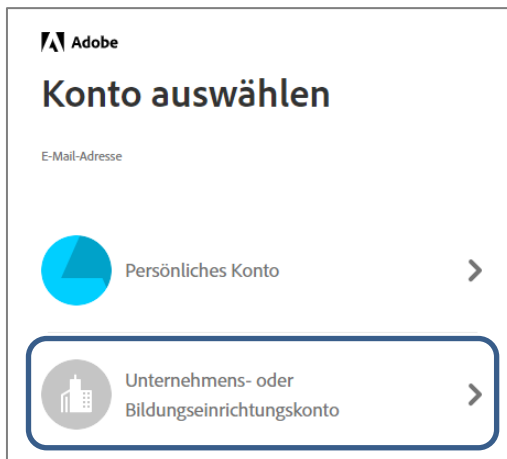 Adobe
Konto auswählen
E-Mail-Adresse
Persönliches Konto
Unternehmens- oder
Bildungseinrichtungskonto